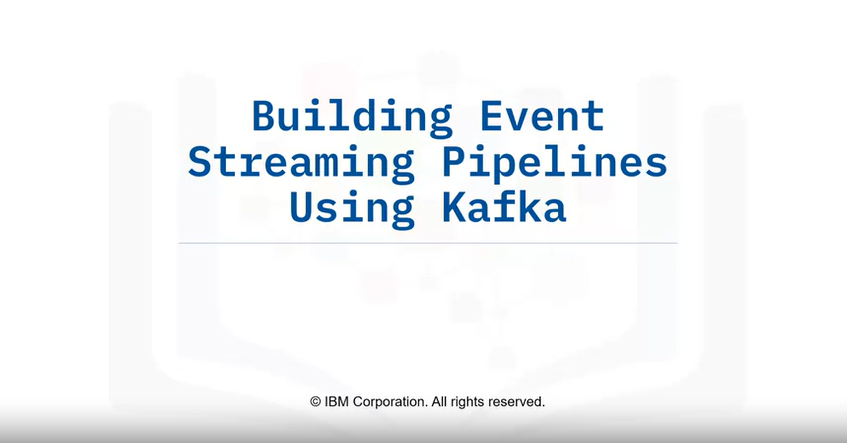 Building Event
Streaming Pipelines
Using Kafka
© IBM Corporation. All rights reserved.